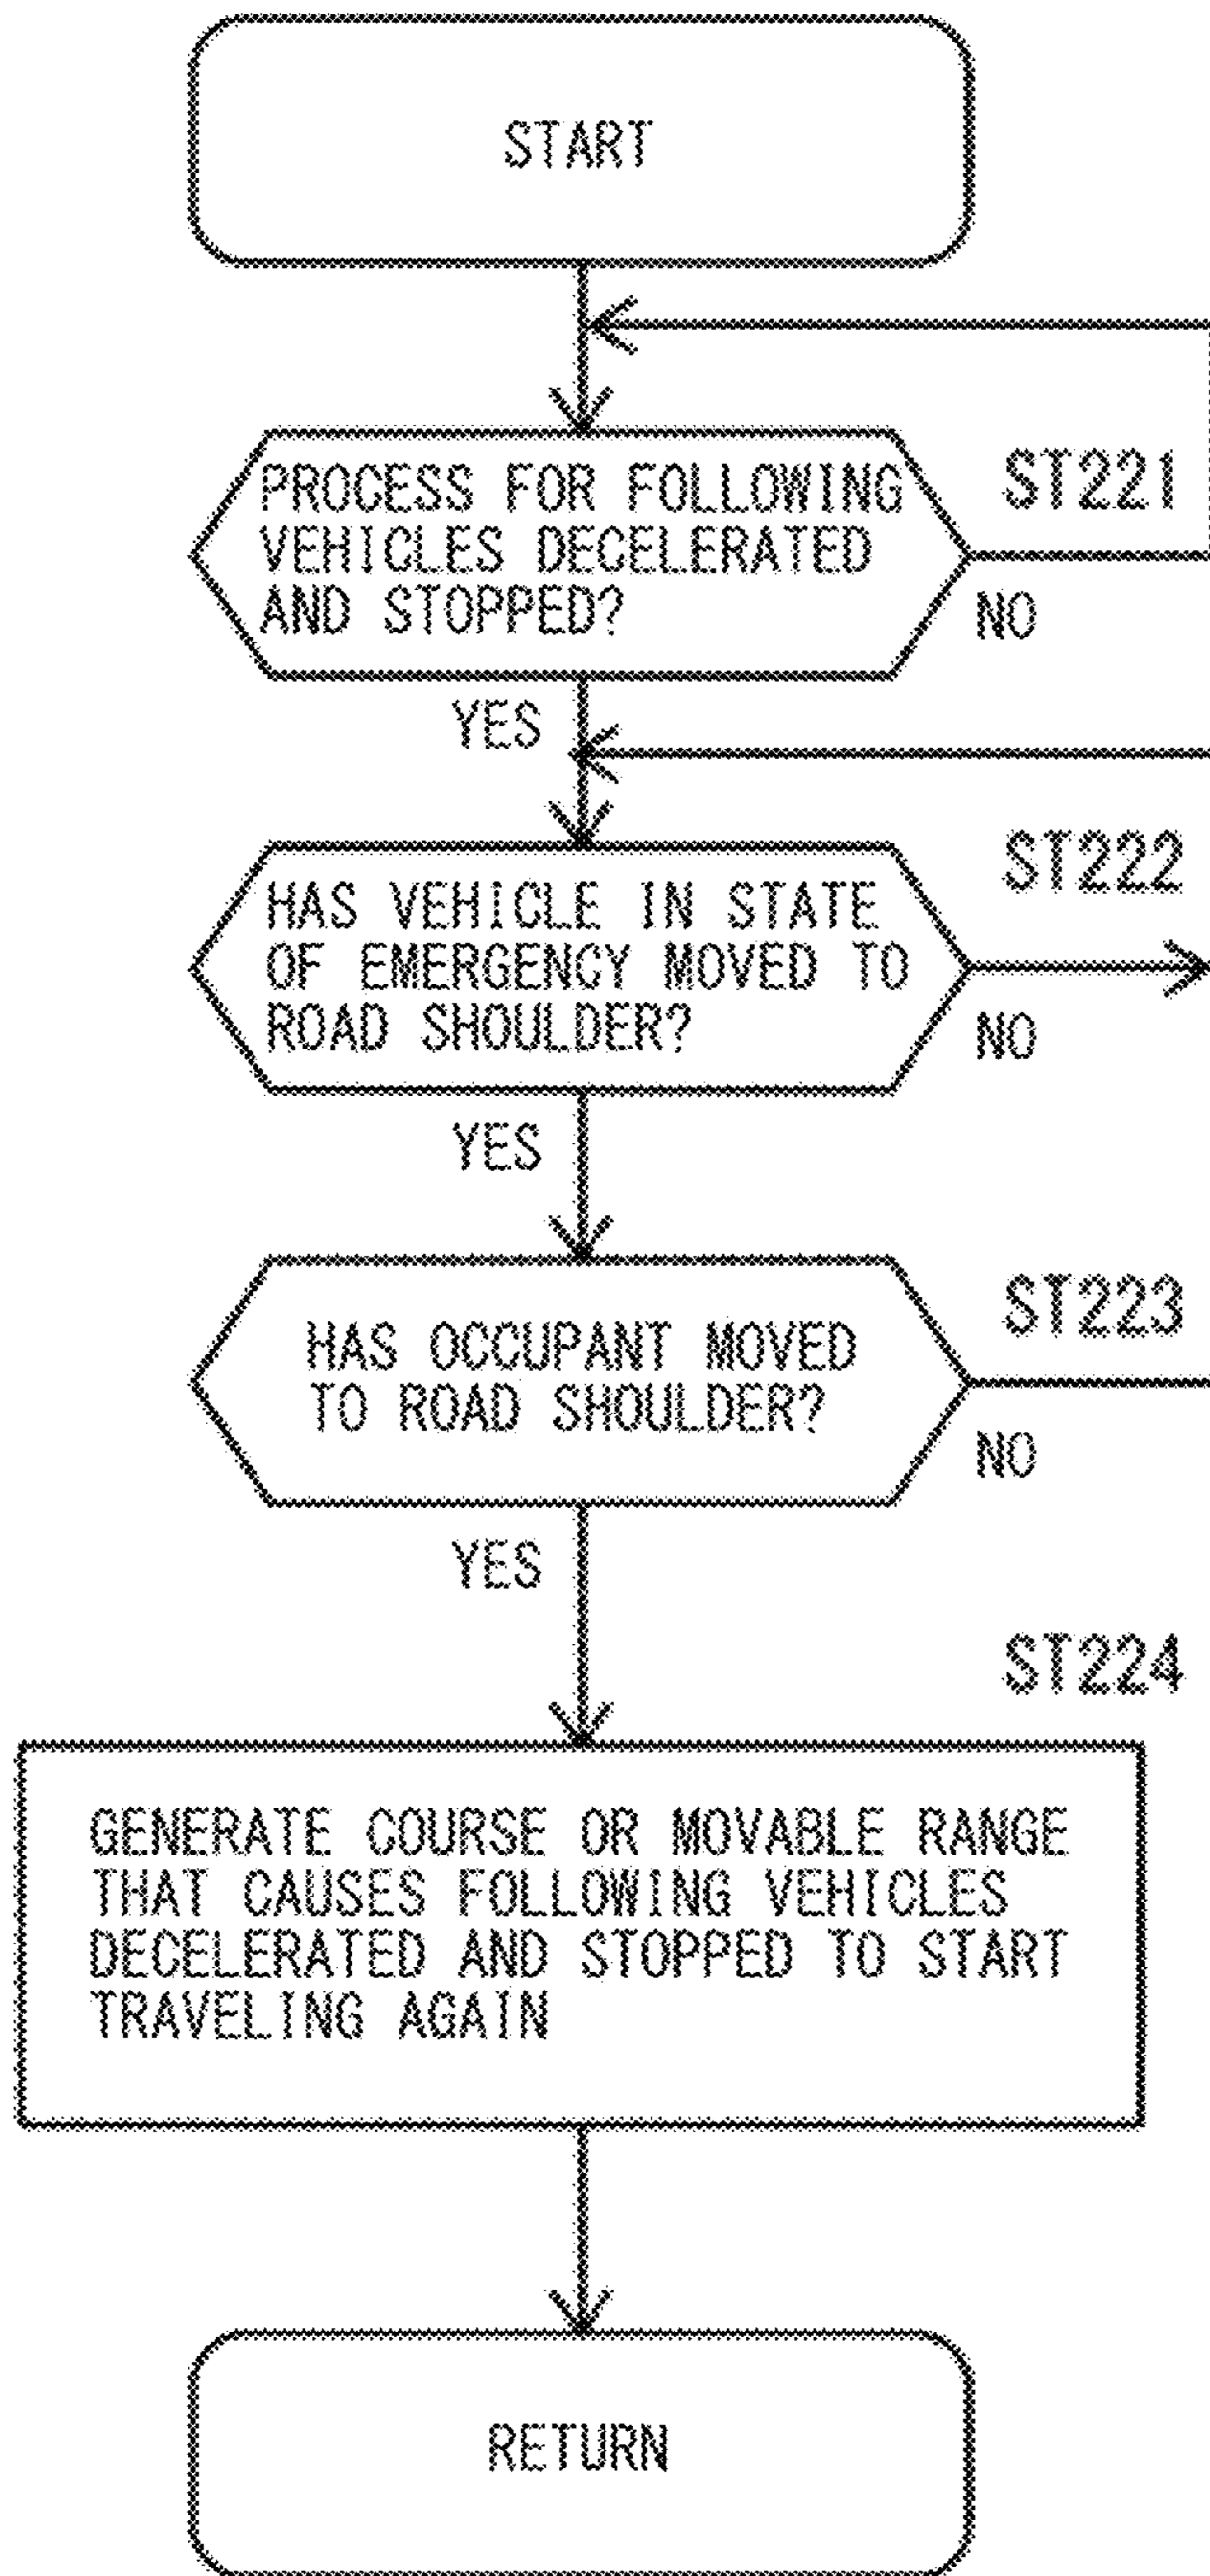 START
PROCESS FOR FOLLOWING
VEHICLES DECELERATED
AND STOPPED?
ST221
NO
YES
HAS VEHICLE IN STATE
OF EMERGENCY MOVED TO
ROAD SHOULDER?
ST222
NO
YES
HAS OCCUPANT MOVED
TO ROAD SHOULDER?
ST223
NO
YES
ST224
GENERATE COURSE OR MOVABLE RANGE
THAT CAUSES FOLLOWING VEHICLES
DECELERATED AND STOPPED TO START
TRAVELING AGAIN
RETURN